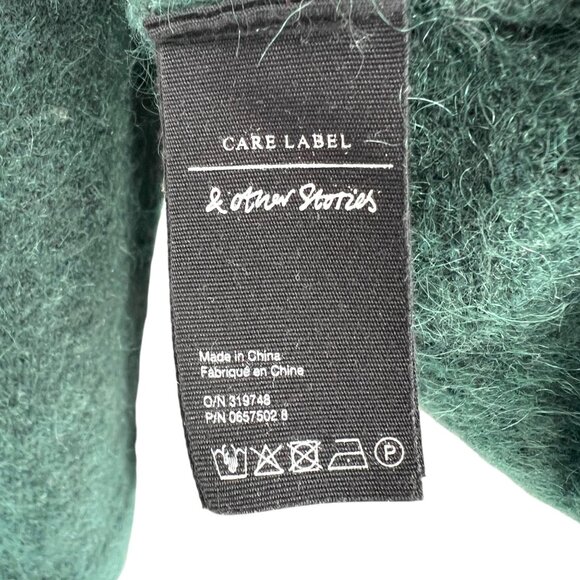 CARE LABEL
& other Stories
Made in China
Fabriqué en Chine
O/N 319748
P/N 0657502 8
P